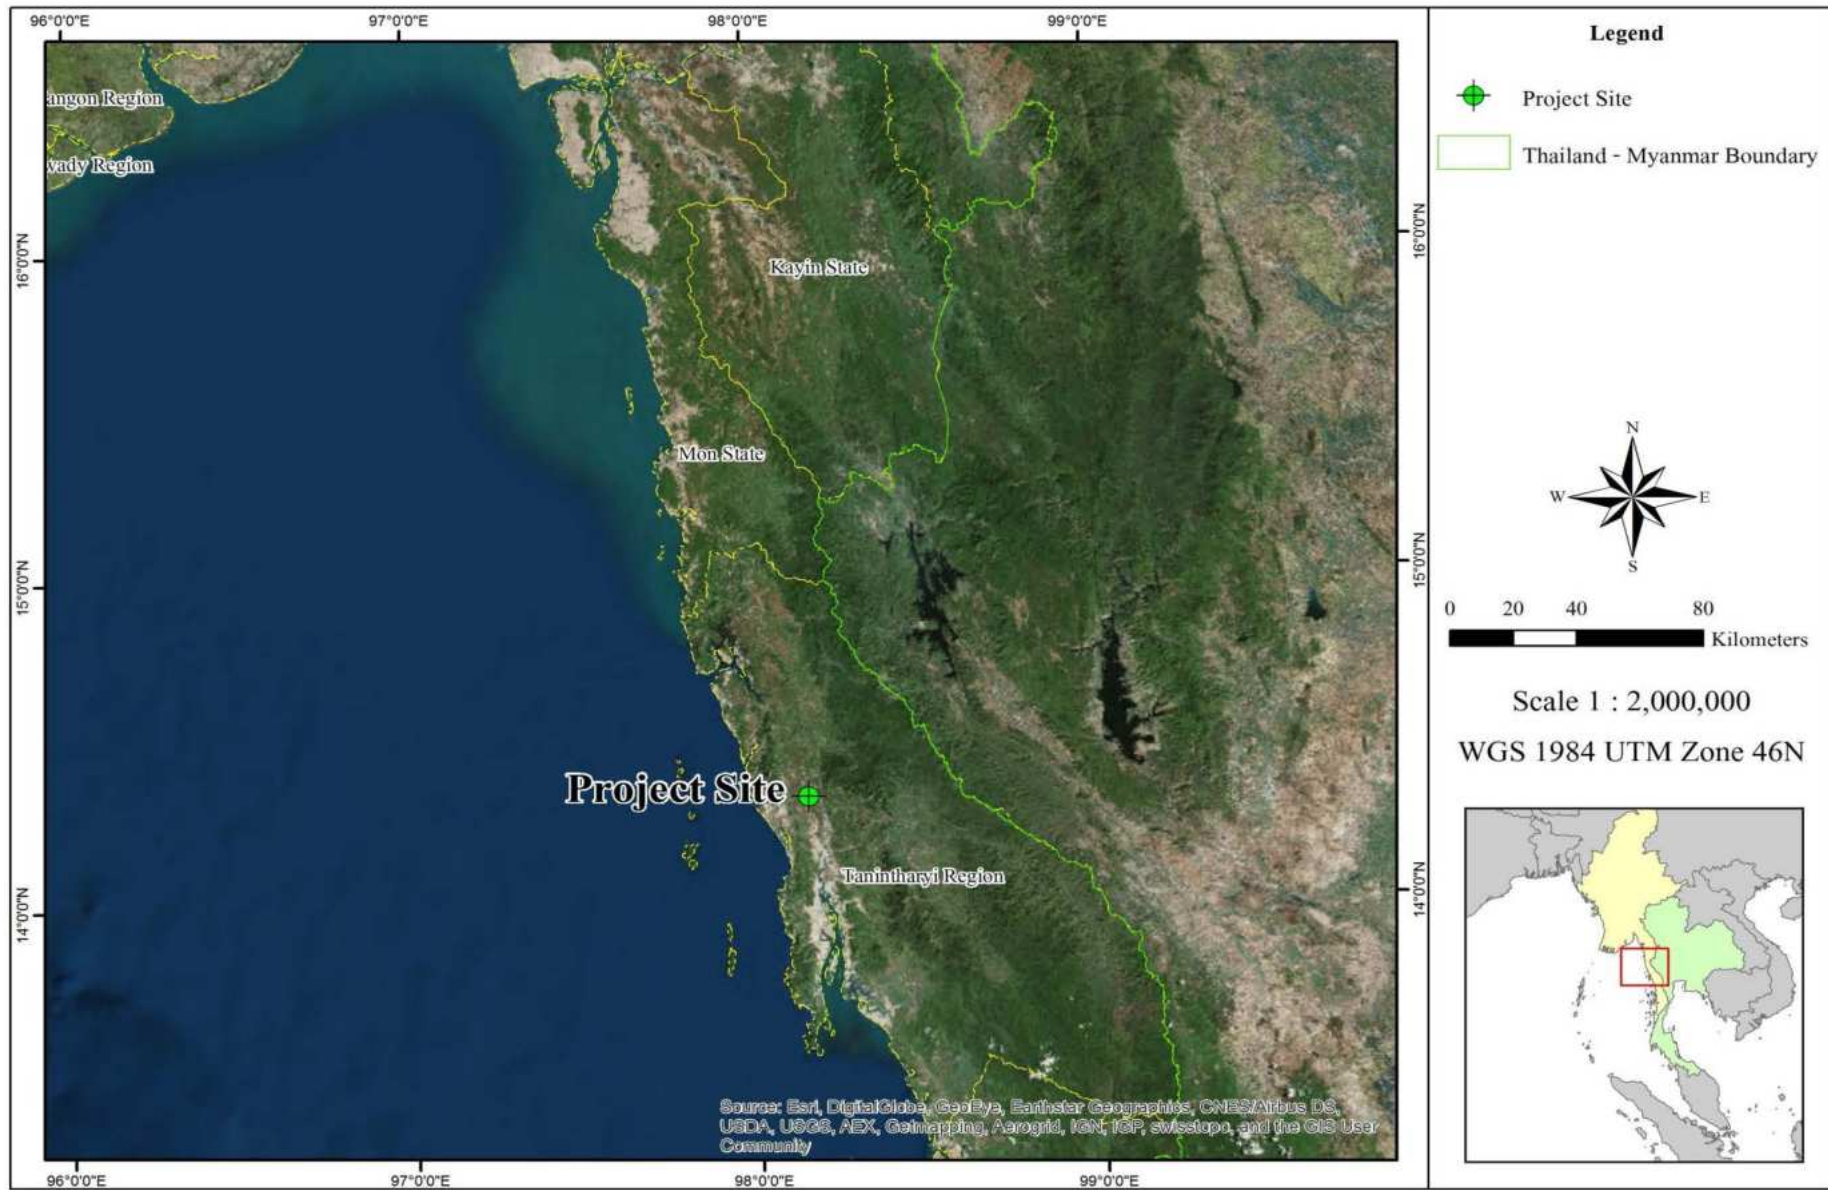 96°0'0"E 97°0'0"E 98°0'0"E 99°0'0"E
angon Region
wady Region
16°0'0"N
16°0'0"N
Kayin State
Mon State
15°0'0"N
15°0'0"N
Project Site
Tanintharyi Region
14°0'0"N
14°0'0"N
Source: Esri, DigitalGlobe, GeoEye, Earthstar Geographics, CNES/Airbus DS,
USDA, USGS, AEX, Getmapping, Aerogrid, IGN, IGP, swisstopo, and the GIS User
Community
96°0'0"E 97°0'0"E 98°0'0"E 99°0'0"E
Legend
Project Site
Thailand - Myanmar Boundary
N
W E
S
0 20 40 80
Kilometers
Scale 1 : 2,000,000
WGS 1984 UTM Zone 46N